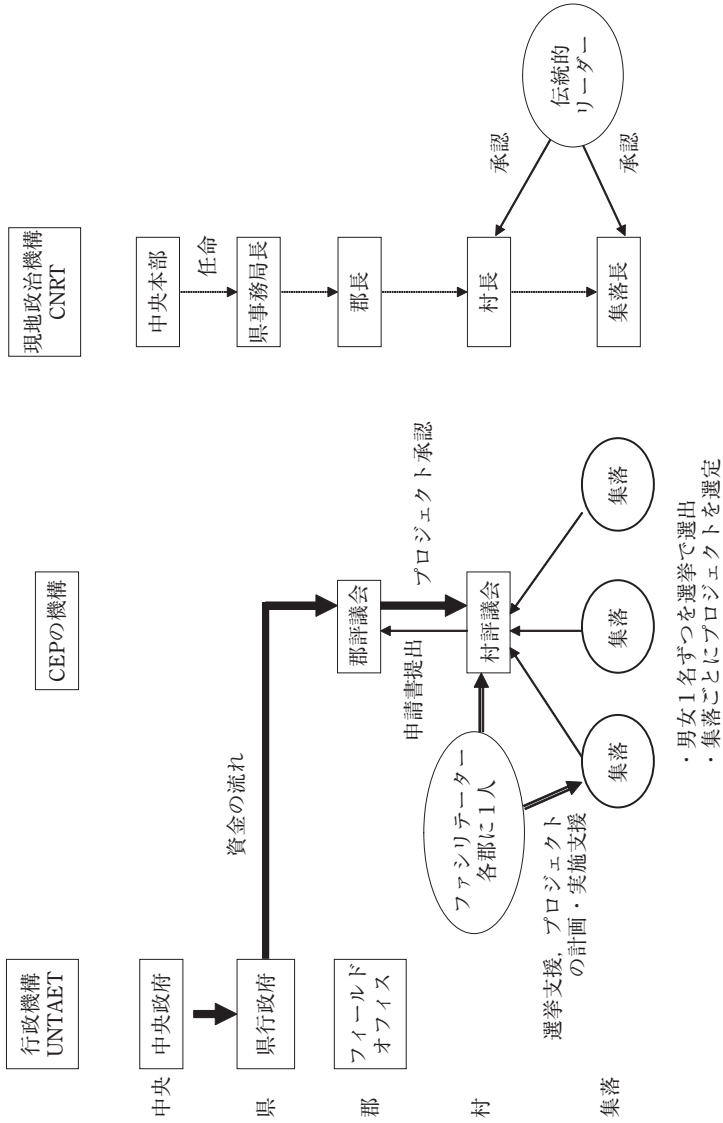 行政機構
UNTAET
CEPの機構
現地政治機構
CNRT
中央
中央政府
中央本部
任命
県
県行政府
資金の流れ
県事務局長
郡
フィールド
オフィス
郡評議会
郡長
申請書提出
プロジェクト承認
村
ファシリテーター
各郡に1人
村評議会
村長
承認
伝統的
リーダー
承認
選挙支援,プロジェクト
の計画・実施支援
集落
集落
集落
集落
集落長
・男女1名ずつを選挙で選出
・集落ごとにプロジェクトを選定